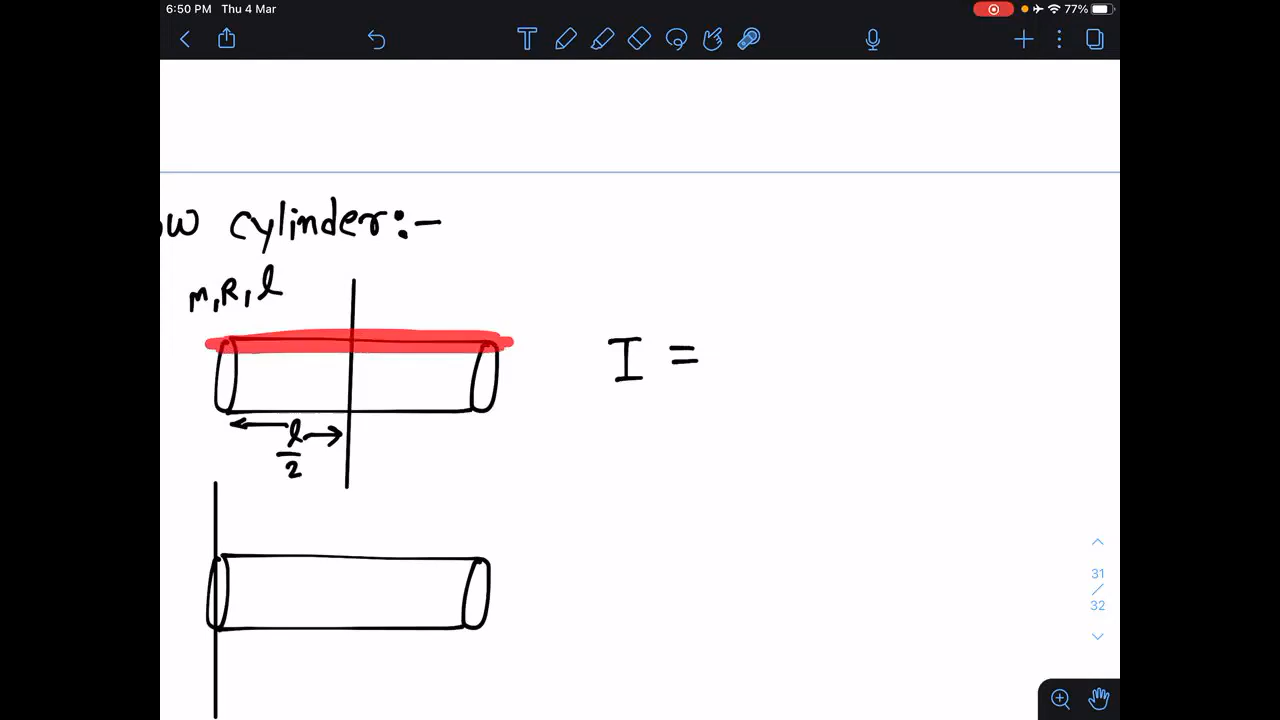 6:50 PM Thu 4 Mar
77%
T
ow cylinder:-
m, R, l
I =
l
2
31
/
32